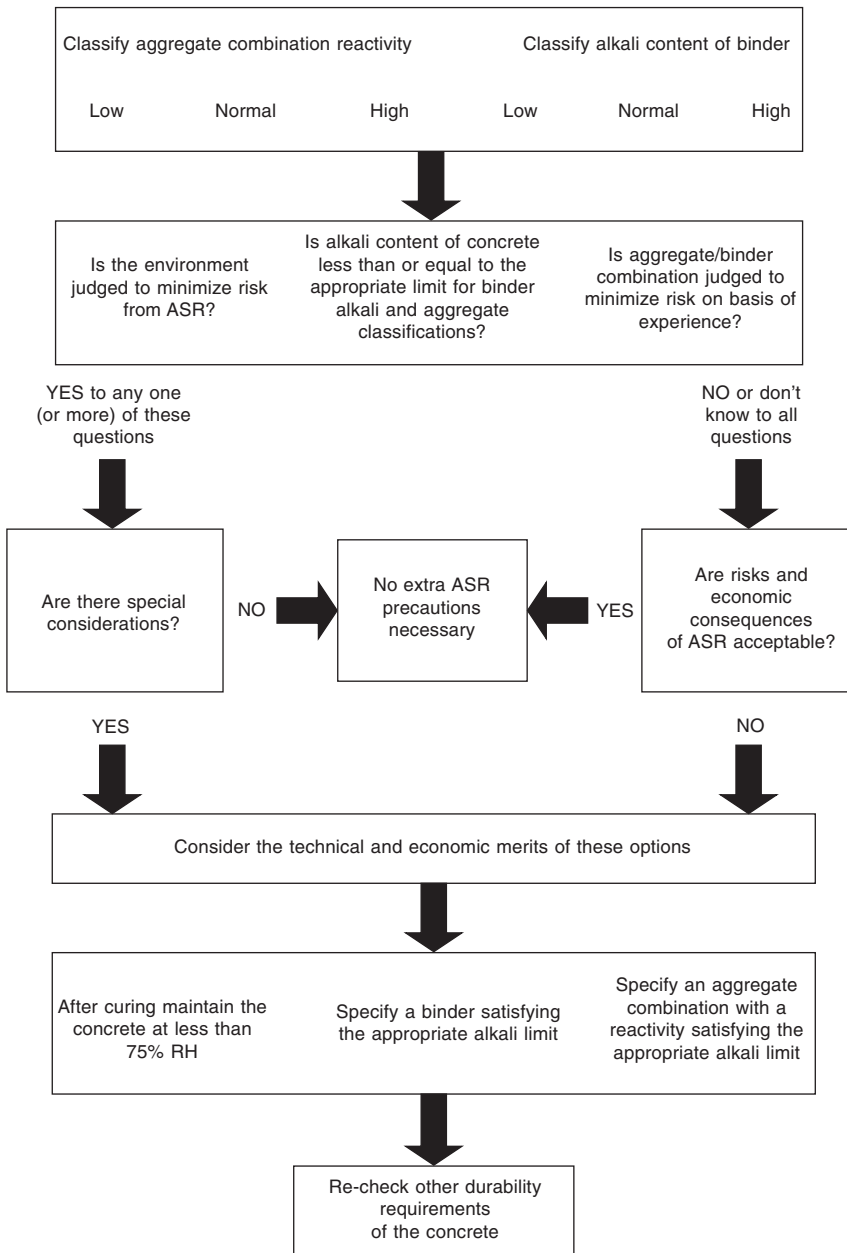 Classify aggregate combination reactivity
Classify alkali content of binder
Low Normal High Low Normal High
Is the environment
judged to minimize risk
from ASR?
Is alkali content of concrete
less than or equal to the
appropriate limit for binder
alkali and aggregate
classifications?
Is aggregate/binder
combination judged to
minimize risk on basis of
experience?
YES to any one
(or more) of these
questions
NO or don't
know to all
questions
Are there special
considerations?
NO
No extra ASR
precautions
necessary
YES
Are risks and
economic
consequences
of ASR acceptable?
YES
NO
Consider the technical and economic merits of these options
After curing maintain the
concrete at less than
75% RH
Specify a binder satisfying
the appropriate alkali limit
Specify an aggregate
combination with a
reactivity satisfying the
appropriate alkali limit
Re-check other durability
requirements
of the concrete